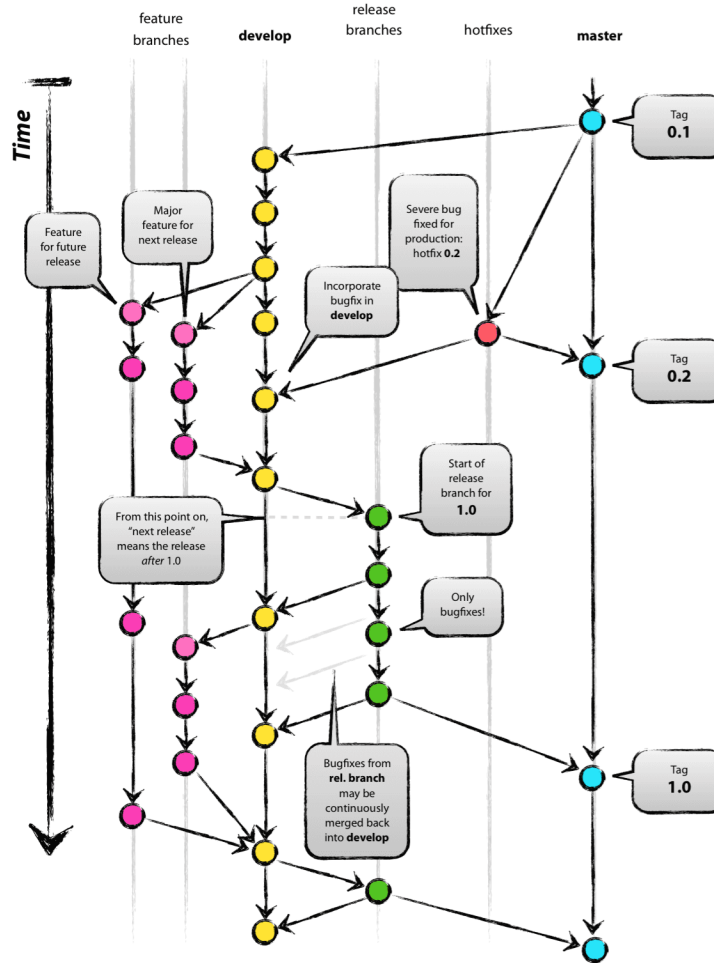 feature
branches
develop
release
branches
hotfixes
master
Time
Tag
0.1
Major
feature for
next release
Feature
for future
release
Severe bug
fixed for
production:
hotfix 0.2
Incorporate
bugfix in
develop
Tag
0.2
Start of
release
branch for
1.0
From this point on,
“next release”
means the release
after 1.0
Only
bugfixes!
Bugfixes from
rel. branch
may be
continuously
merged back
into develop
Tag
1.0